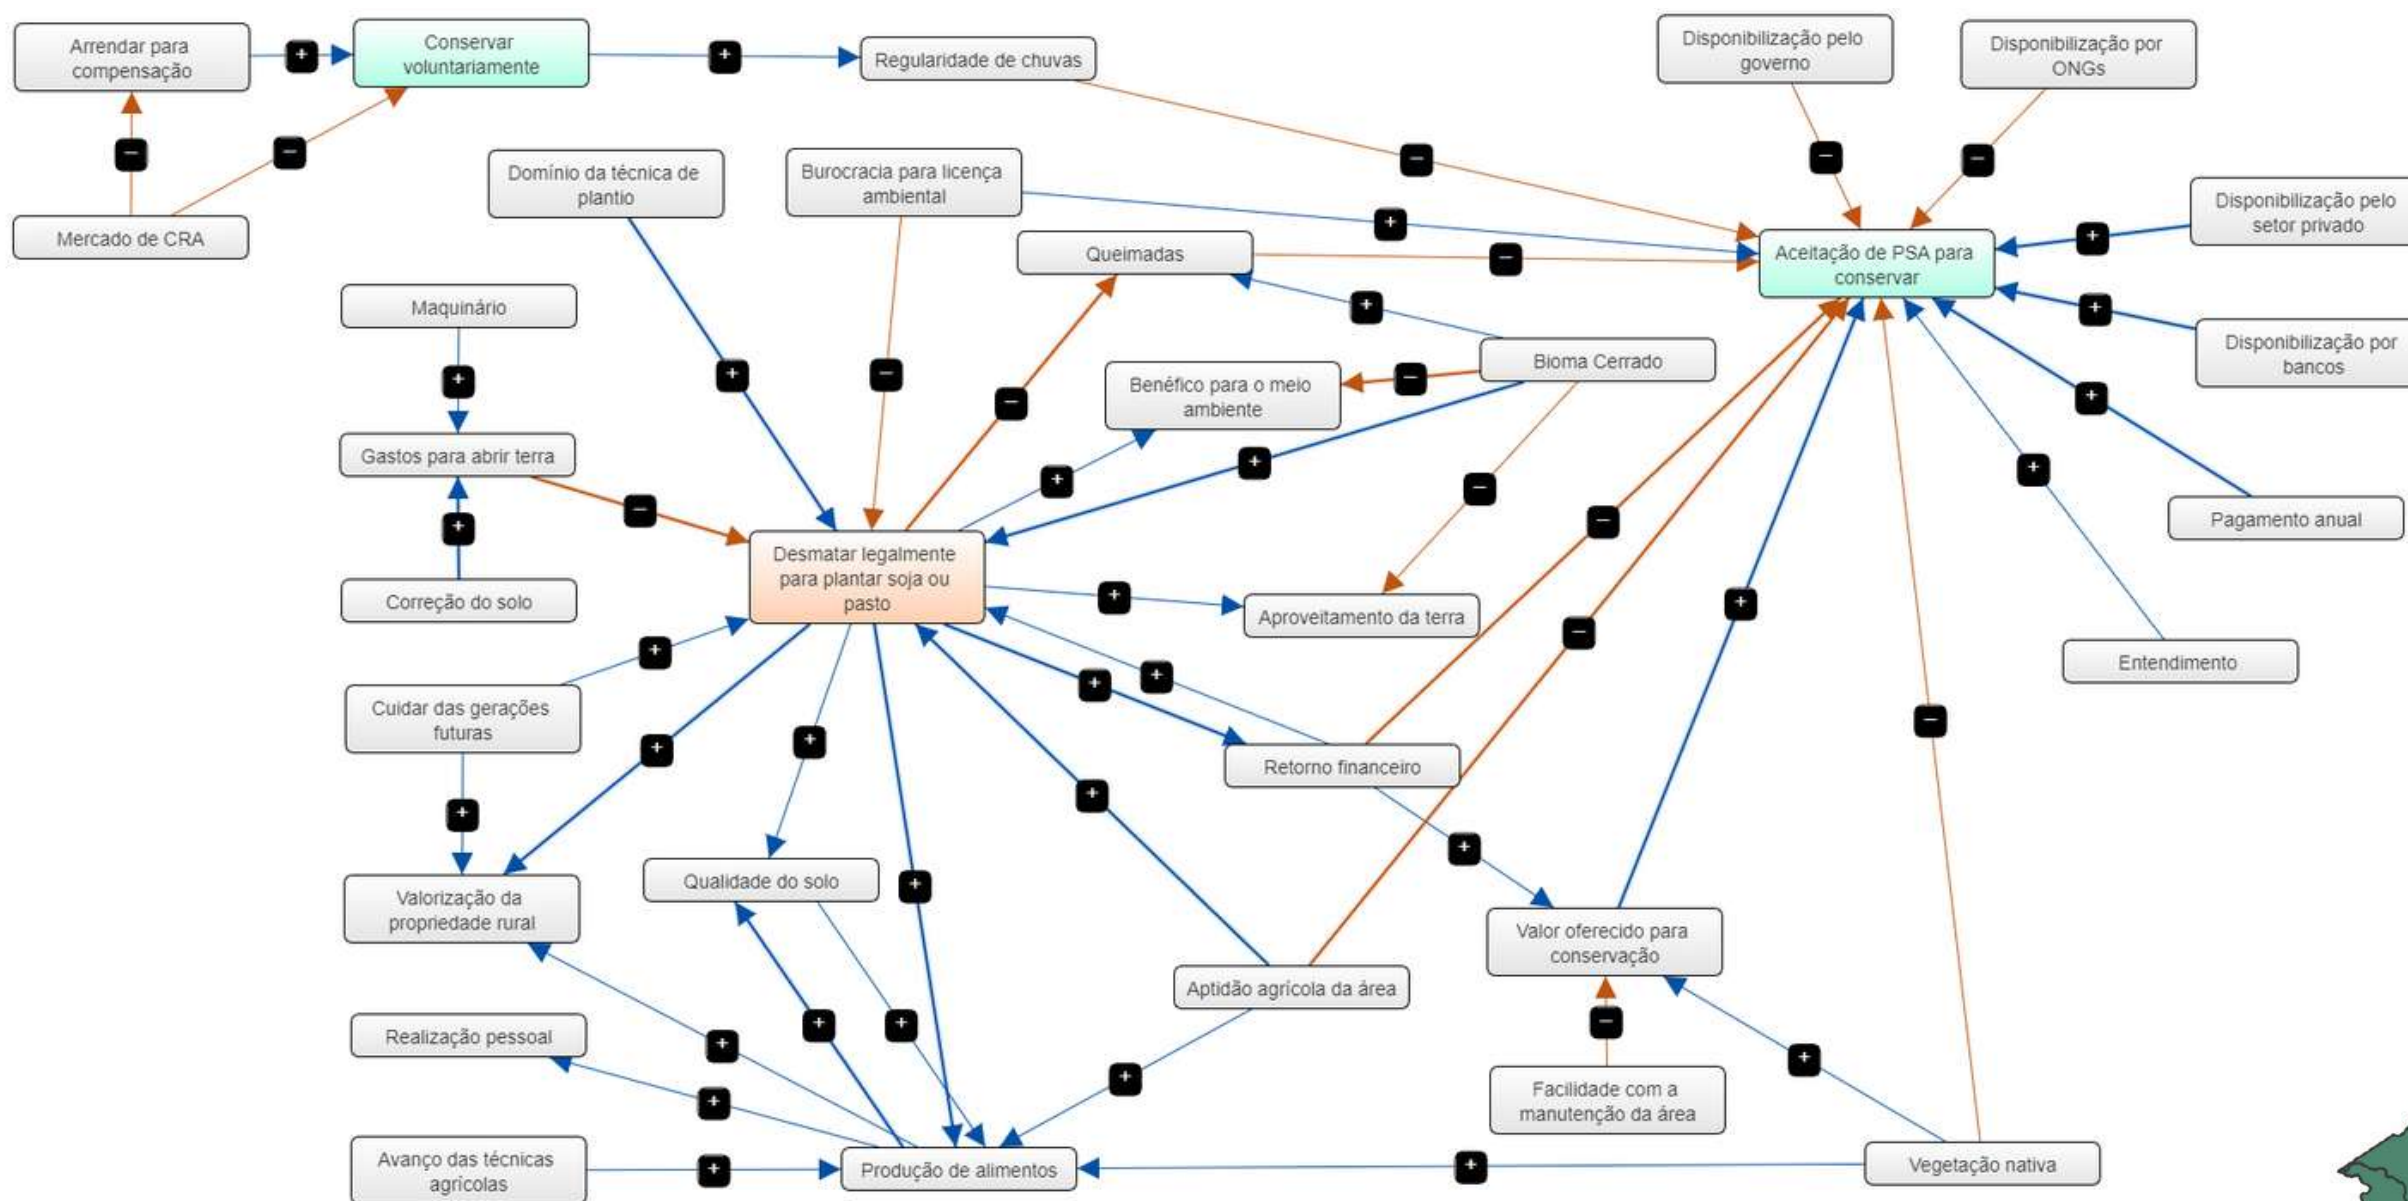 Arrendar para
compensação
+
Conservar
voluntariamente
+
Regularidade de chuvas
Disponibilização pelo
governo
Disponibilização por
ONGs
−
−
Mercado de CRA
Domínio da técnica de
plantio
Burocracia para licença
ambiental
−
−
−
+
Disponibilização pelo
setor privado
+
Queimadas
−
Aceitação de PSA para
conservar
Maquinário
+
+
Disponibilização por
bancos
+
+
−
−
Benéfico para o meio
ambiente
−
Bioma Cerrado
+
Gastos para abrir terra
−
+
+
−
+
+
−
−
Pagamento anual
Correção do solo
Desmatar legalmente
para plantar soja ou
pasto
+
Aproveitamento da terra
−
+
Entendimento
+
Cuidar das gerações
futuras
+
+
−
+
+
Retorno financeiro
+
+
+
+
Valorização da
propriedade rural
Qualidade do solo
+
Valor oferecido para
conservação
Aptidão agrícola da área
Realização pessoal
+
+
+
−
+
+
+
Facilidade com a
manutenção da área
Avanço das técnicas
agrícolas
+
Produção de alimentos
+
Vegetação nativa